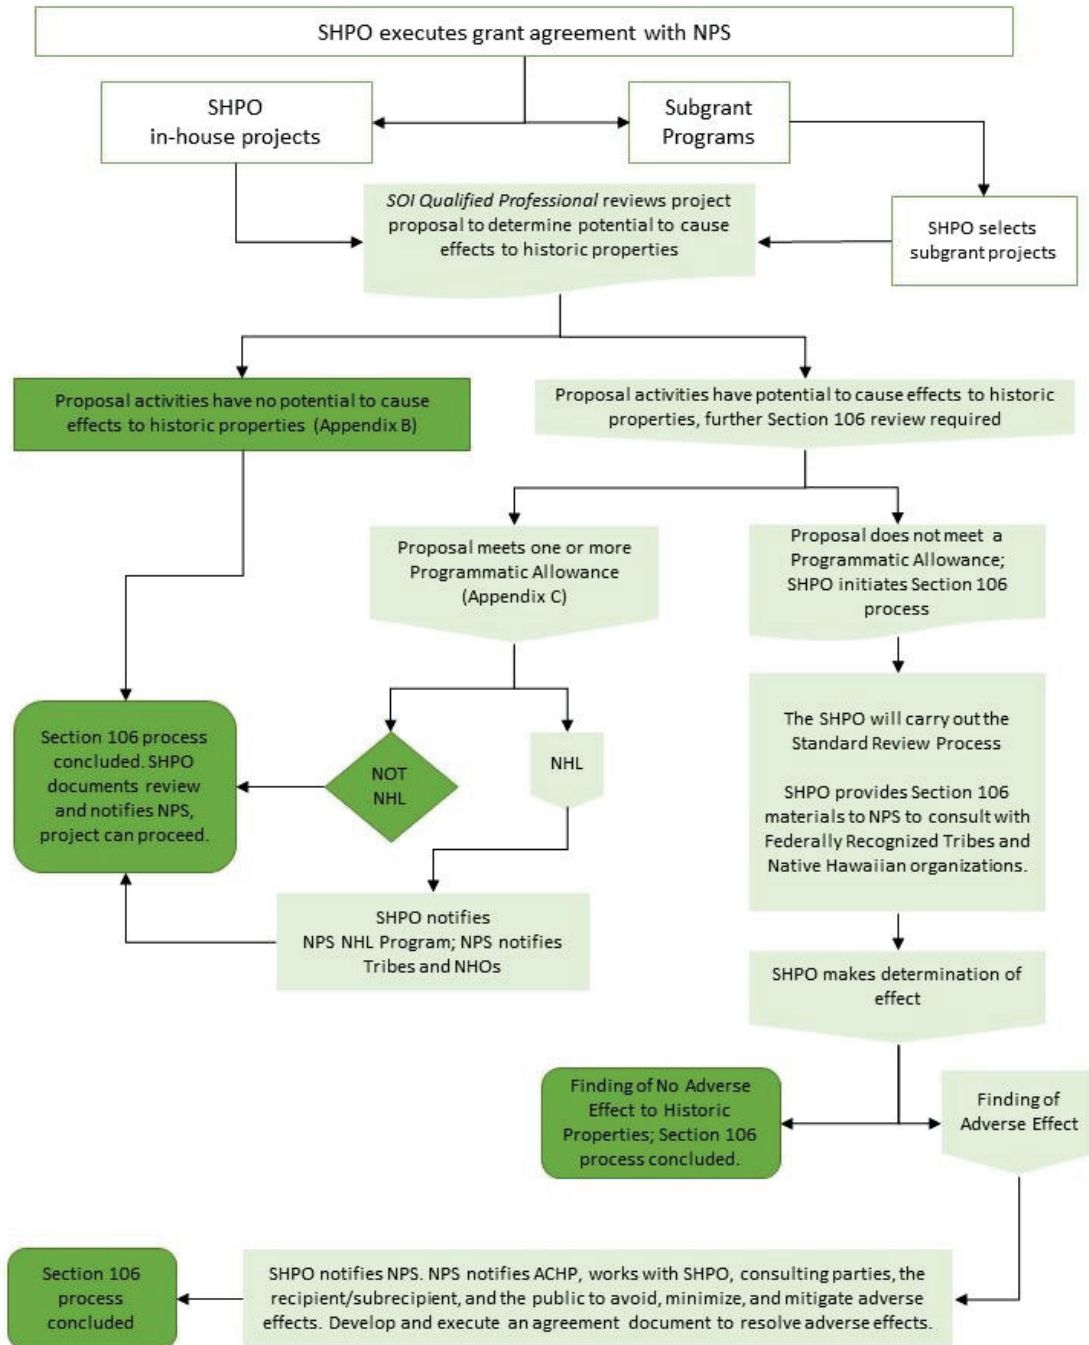 SHPO executes grant agreement with NPS
SHPO
in-house projects
Subgrant
Programs
SOI Qualified Professional reviews project
proposal to determine potential to cause
effects to historic properties
SHPO selects
subgrant projects
Proposal activities have no potential to cause
effects to historic properties (Appendix B)
Proposal activities have potential to cause effects to historic
properties, further Section 106 review required
Proposal meets one or more
Programmatic Allowance
(Appendix C)
Proposal does not meet a
Programmatic Allowance;
SHPO initiates Section 106
process
Section 106 process
concluded. SHPO
documents review
and notifies NPS,
project can proceed.
NOT
NHL
NHL
The SHPO will carry out the
Standard Review Process
SHPO provides Section 106
materials to NPS to consult with
Federally Recognized Tribes and
Native Hawaiian organizations.
SHPO notifies
NPS NHL Program; NPS notifies
Tribes and NHOs
SHPO makes determination of
effect
Finding of No Adverse
Effect to Historic
Properties; Section 106
process concluded.
Finding of
Adverse Effect
Section 106
process
concluded
SHPO notifies NPS. NPS notifies ACHP, works with SHPO, consulting parties, the
recipient/subrecipient, and the public to avoid, minimize, and mitigate adverse
effects. Develop and execute an agreement document to resolve adverse effects.